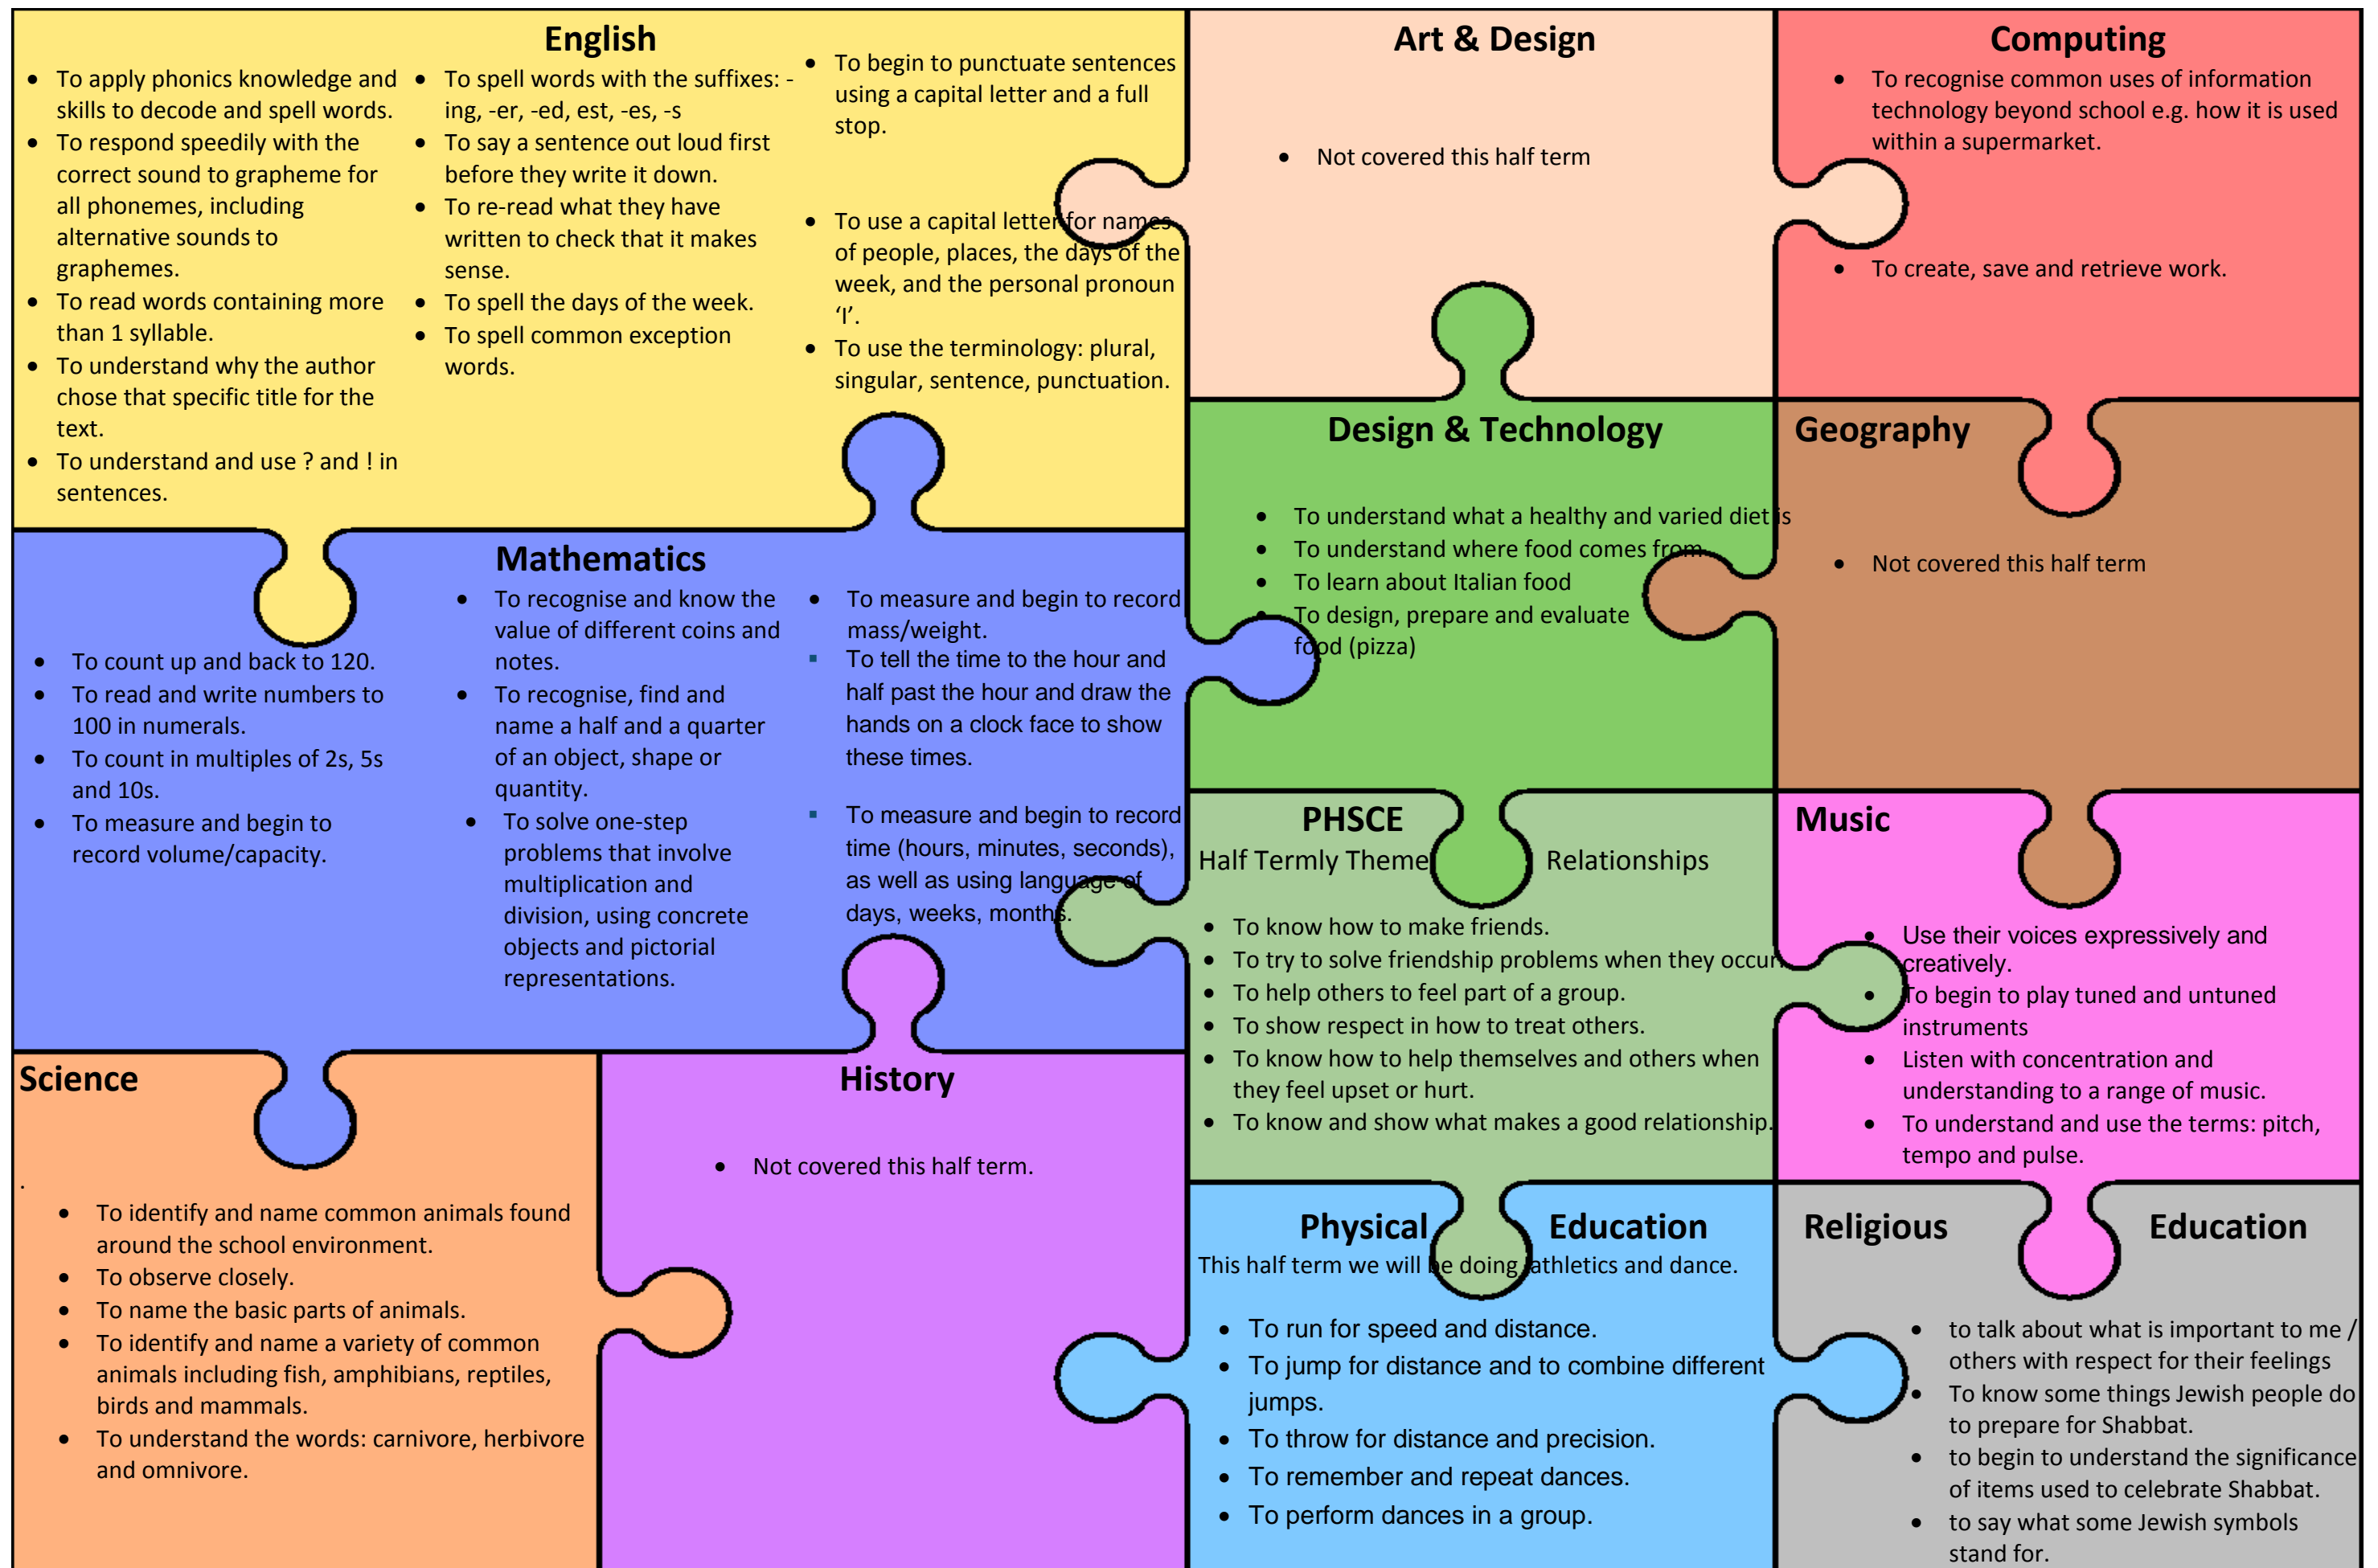 English
• To apply phonics knowledge and
skills to decode and spell words.
• To respond speedily with the
correct sound to grapheme for
all phonemes, including
alternative sounds to
graphemes.
• To read words containing more
than 1 syllable.
• To understand why the author
chose that specific title for the
text.
• To understand and use ? and ! in
sentences.
• To spell words with the suffixes: -
ing, -er, -ed, est, -es, -s
• To say a sentence out loud first
before they write it down.
• To re-read what they have
written to check that it makes
sense.
• To spell the days of the week.
• To spell common exception
words.
• To begin to punctuate sentences
using a capital letter and a full
stop.
• To use a capital letter for names
of people, places, the days of the
week, and the personal pronoun
‘I’.
• To use the terminology: plural,
singular, sentence, punctuation.
Art & Design
• Not covered this half term
Computing
• To recognise common uses of information
technology beyond school e.g. how it is used
within a supermarket.
• To create, save and retrieve work.
Mathematics
• To count up and back to 120.
• To read and write numbers to
100 in numerals.
• To count in multiples of 2s, 5s
and 10s.
• To measure and begin to
record volume/capacity.
• To recognise and know the
value of different coins and
notes.
• To recognise, find and
name a half and a quarter
of an object, shape or
quantity.
• To solve one-step
problems that involve
multiplication and
division, using concrete
objects and pictorial
representations.
• To measure and begin to record
mass/weight.
▪ To tell the time to the hour and
half past the hour and draw the
hands on a clock face to show
these times.
▪ To measure and begin to record
time (hours, minutes, seconds),
as well as using language of
days, weeks, months.
Design & Technology
• To understand what a healthy and varied diet is
• To understand where food comes from
• To learn about Italian food
• To design, prepare and evaluate
food (pizza)
Geography
• Not covered this half term
PHSCE
Half Termly Theme Relationships
• To know how to make friends.
• To try to solve friendship problems when they occur.
• To help others to feel part of a group.
• To show respect in how to treat others.
• To know how to help themselves and others when
they feel upset or hurt.
• To know and show what makes a good relationship.
Music
• Use their voices expressively and
creatively.
• To begin to play tuned and untuned
instruments
• Listen with concentration and
understanding to a range of music.
• To understand and use the terms: pitch,
tempo and pulse.
Science
.
• To identify and name common animals found
around the school environment.
• To observe closely.
• To name the basic parts of animals.
• To identify and name a variety of common
animals including fish, amphibians, reptiles,
birds and mammals.
• To understand the words: carnivore, herbivore
and omnivore.
History
• Not covered this half term.
Physical Education
This half term we will be doing athletics and dance.
• To run for speed and distance.
• To jump for distance and to combine different
jumps.
• To throw for distance and precision.
• To remember and repeat dances.
• To perform dances in a group.
Religious Education
• to talk about what is important to me /
others with respect for their feelings
• To know some things Jewish people do
to prepare for Shabbat.
• to begin to understand the significance
of items used to celebrate Shabbat.
• to say what some Jewish symbols
stand for.